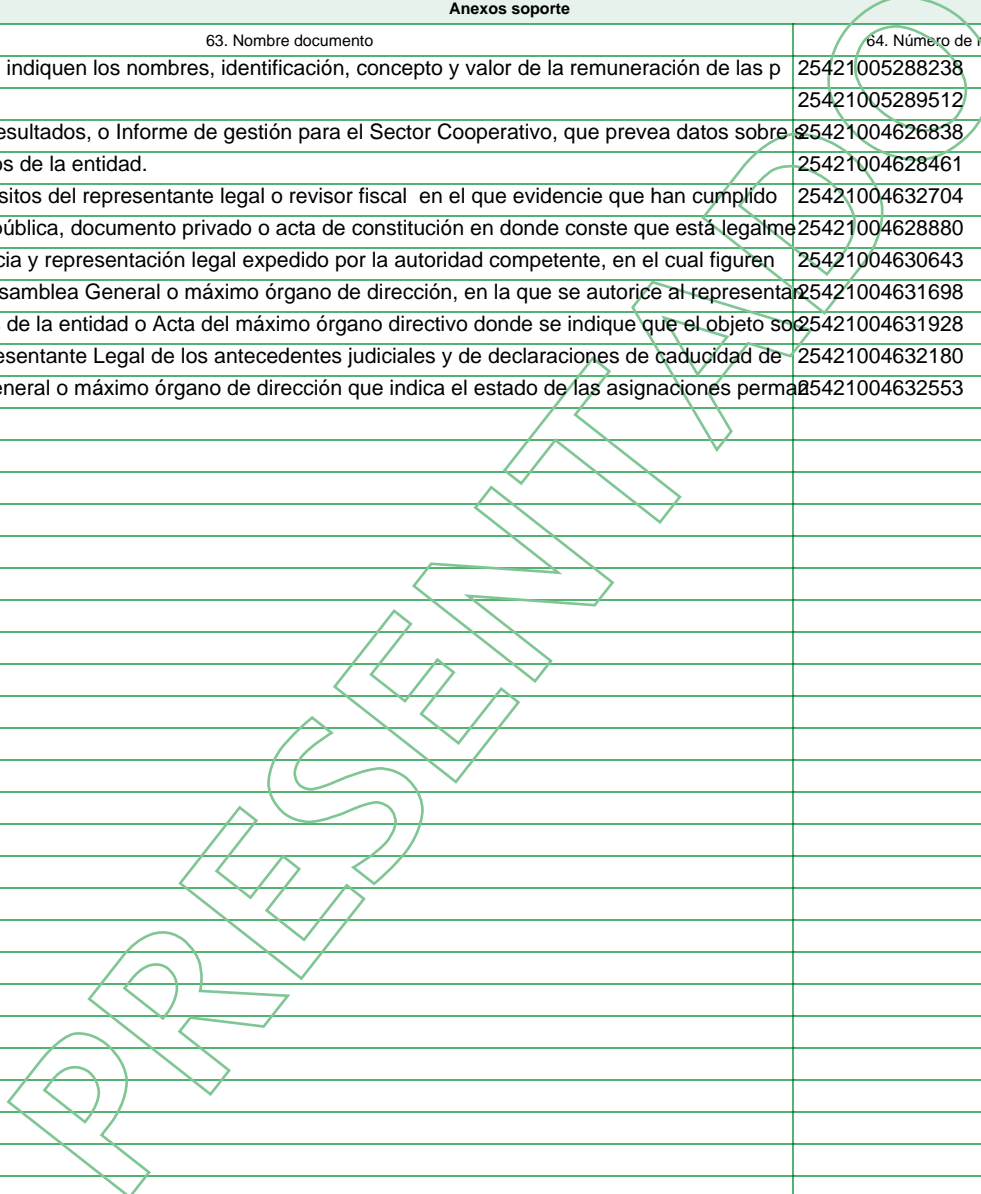 Anexos soporte
63. Nombre documento 64. Número de
indiquen los nombres, identificación, concepto y valor de la remuneración de las p 25421005288238
25421005289512
esultados, o Informe de gestión para el Sector Cooperativo, que prevea datos sobre s 25421004626838
os de la entidad. 25421004628461
sitos del representante legal o revisor fiscal en el que evidencie que han cumplido 25421004632704
pública, documento privado o acta de constitución en donde conste que está legalme 25421004628880
cia y representación legal expedido por la autoridad competente, en el cual figuren 25421004630643
samblea General o máximo órgano de dirección, en la que se autorice al representan 25421004631698
de la entidad o Acta del máximo órgano directivo donde se indique que el objeto soc 25421004631928
esentante Legal de los antecedentes judiciales y de declaraciones de caducidad de 25421004632180
eneral o máximo órgano de dirección que indica el estado de las asignaciones perman 25421004632553
PRESENTADO